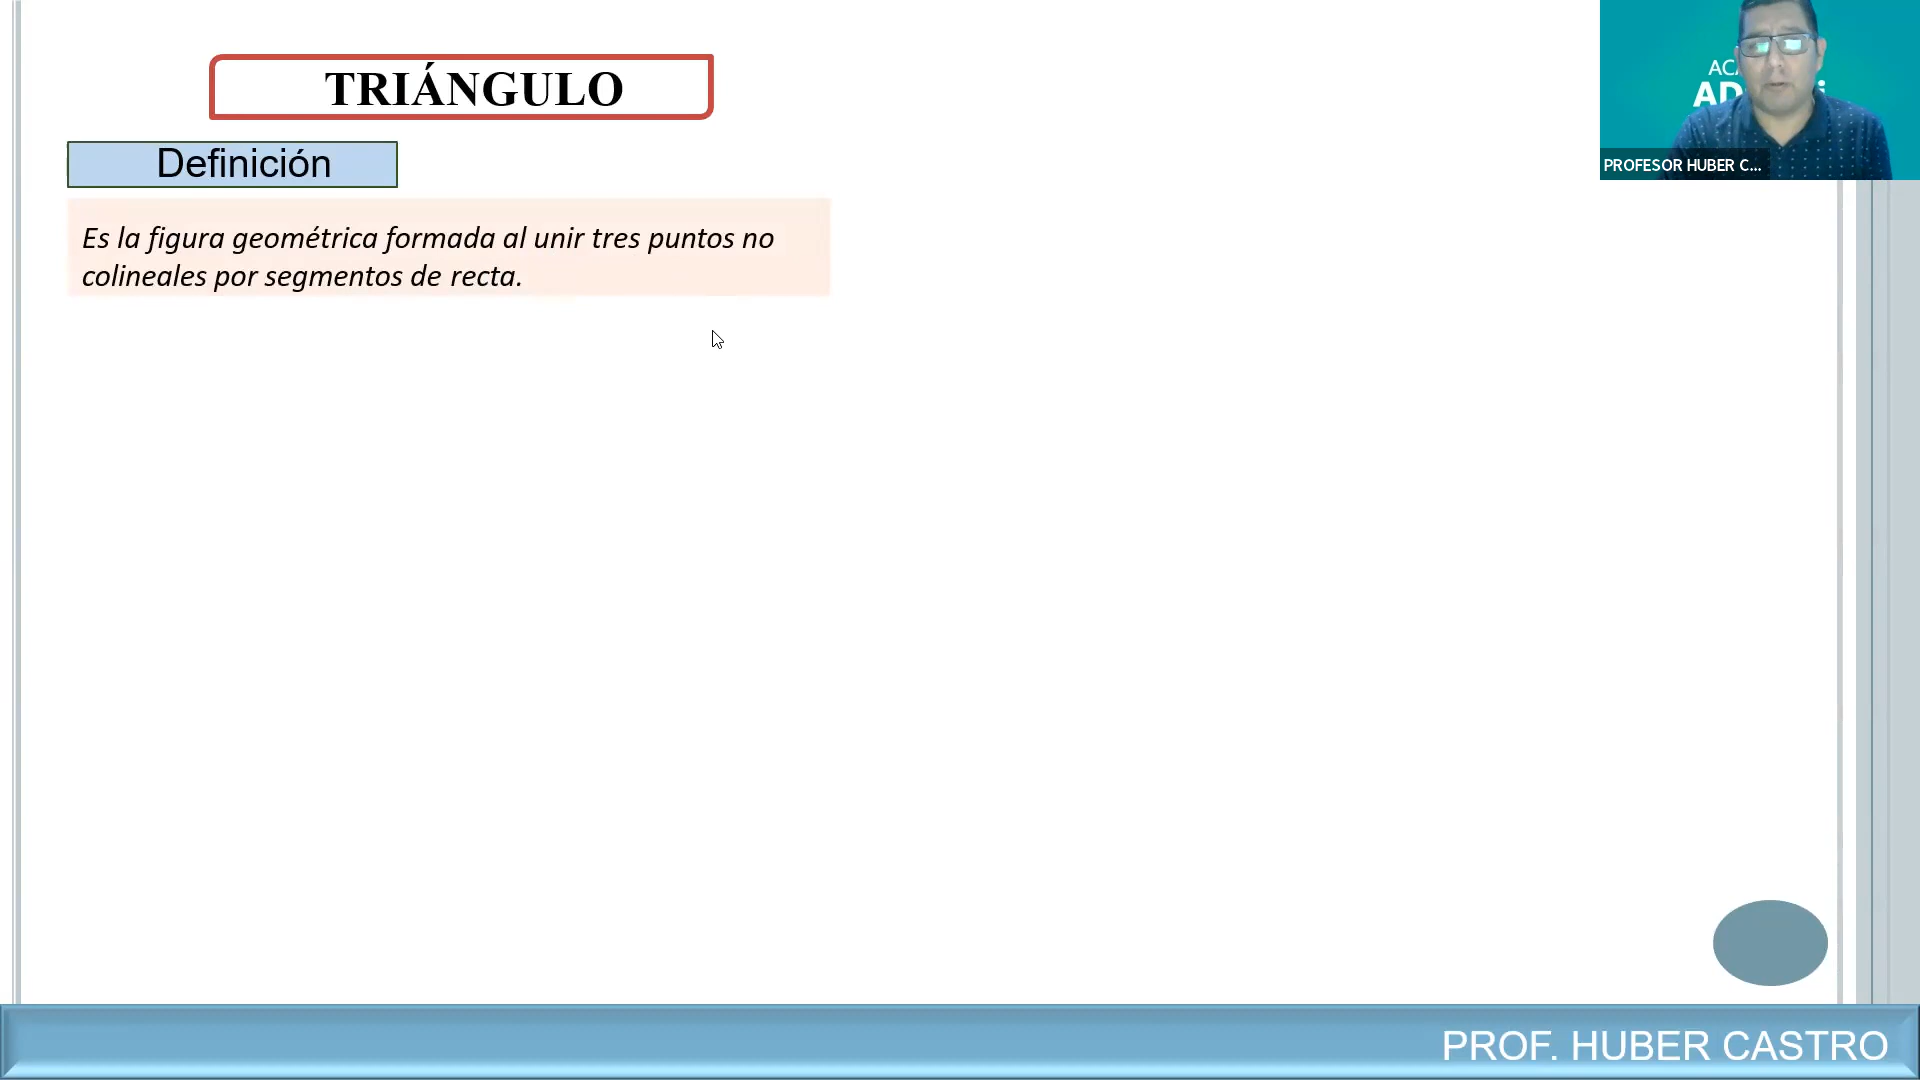 TRIÁNGULO
Definición
Es la figura geométrica formada al unir tres puntos no
colineales por segmentos de recta.
PROFESOR HUBER C...
PROF. HUBER CASTRO